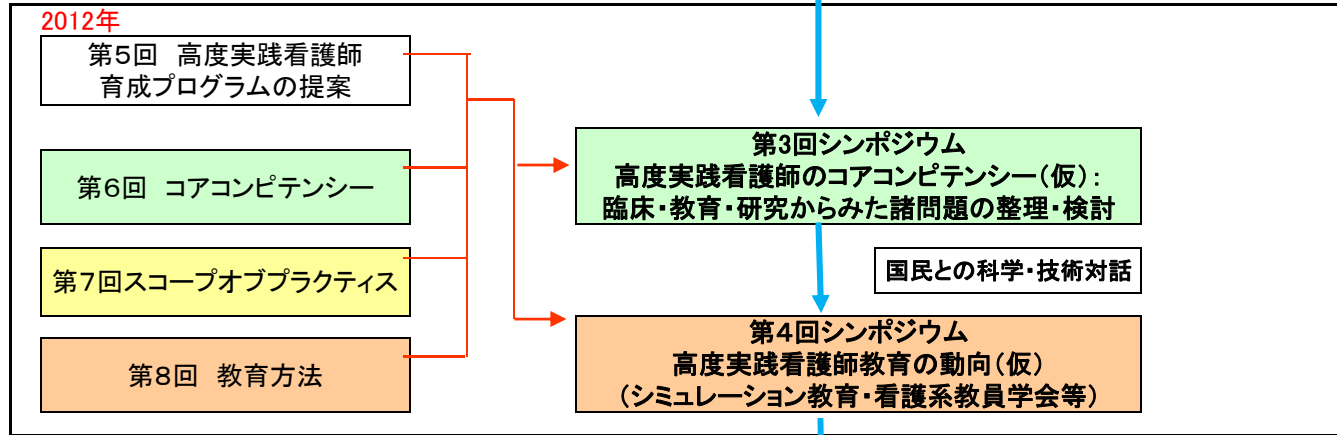 2012年
第5回 高度実践看護師
育成プログラムの提案
第6回 コアコンピテンシー
第7回スコープオブプラクティス
第8回 教育方法
第3回シンポジウム
高度実践看護師のコアコンピテンシー(仮):
臨床・教育・研究からみた諸問題の整理・検討
国民との科学・技術対話
第4回シンポジウム
高度実践看護師教育の動向(仮)
(シミュレーション教育・看護系教員学会等)